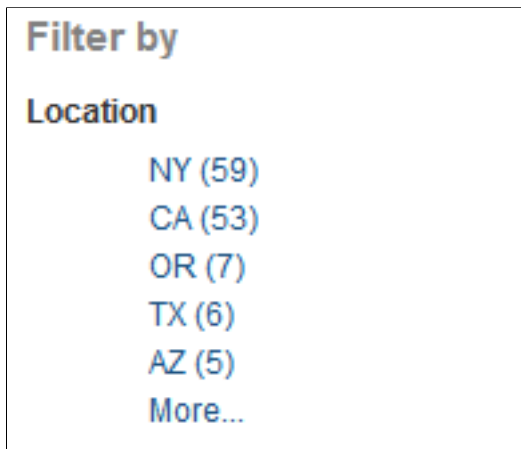 Filter by
Location
NY (59)
CA (53)
OR (7)
TX (6)
AZ (5)
More...